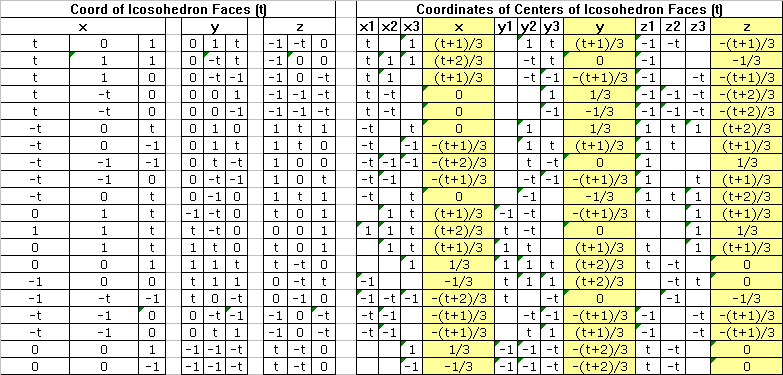 Coord of Icosohedron Faces (t) Coordinates of Centers of Icosohedron Faces (t)
x y z x1 x2 x3 x y1 y2 y3 y z1 z2 z3 z
t 0 1 0 1 t -1 -t 0 t 1 (t+1)/3 1 t (t+1)/3 -1 -t -(t+1)/3
t 1 1 0 -t t -1 0 0 t 1 1 (t+2)/3 -t t 0 -1 -1/3
t 1 0 0 -t -1 -1 0 -t t 1 (t+1)/3 -t -1 -(t+1)/3 -1 -t -(t+1)/3
t -t 0 0 0 1 -1 -1 -t t -t 0 1 1/3 -1 -1 -t -(t+2)/3
t -t 0 0 0 -1 -1 -1 -t t -t 0 -1 -1/3 -1 -1 -t -(t+2)/3
-t 0 t 0 1 0 1 t 1 -t t 0 1 1/3 1 t 1 (t+2)/3
-t 0 -1 0 1 t 1 t 0 -t -1 -(t+1)/3 1 t (t+1)/3 1 t (t+1)/3
-t -1 -1 0 t -t 1 0 0 -t -1 -1 -(t+2)/3 t -t 0 1 1/3
-t -1 0 0 -t -1 1 0 t -t -1 -(t+1)/3 -t -1 -(t+1)/3 1 t (t+1)/3
-t 0 t 0 -1 0 1 t 1 -t t 0 -1 -1/3 1 t 1 (t+2)/3
0 1 t -1 -t 0 t 0 1 1 t (t+1)/3 -1 -t -(t+1)/3 t 1 (t+1)/3
1 1 t t -t 0 0 0 1 1 1 t (t+2)/3 t -t 0 1 1/3
0 1 t 1 t 0 t 0 1 1 t (t+1)/3 1 t (t+1)/3 t 1 (t+1)/3
0 0 1 1 1 t t -t 0 1 1/3 1 1 t (t+2)/3 t -t 0
-1 0 0 t 1 1 0 -t t -1 -1/3 t 1 1 (t+2)/3 -t t 0
-1 -t -1 t 0 -t 0 -1 0 -1 -t -1 -(t+2)/3 t -t 0 -1 -1/3
-t -1 0 0 -t -1 -1 0 -t -t -1 -(t+1)/3 -t -1 -(t+1)/3 -1 -t -(t+1)/3
-t -1 0 0 t 1 -1 0 -t -t -1 -(t+1)/3 t 1 (t+1)/3 -1 -t -(t+1)/3
0 0 1 -1 -1 -t t -t 0 1 1/3 -1 -1 -t -(t+2)/3 t -t 0
0 0 -1 -1 -1 -t t -t 0 -1 -1/3 -1 -1 -t -(t+2)/3 t -t 0